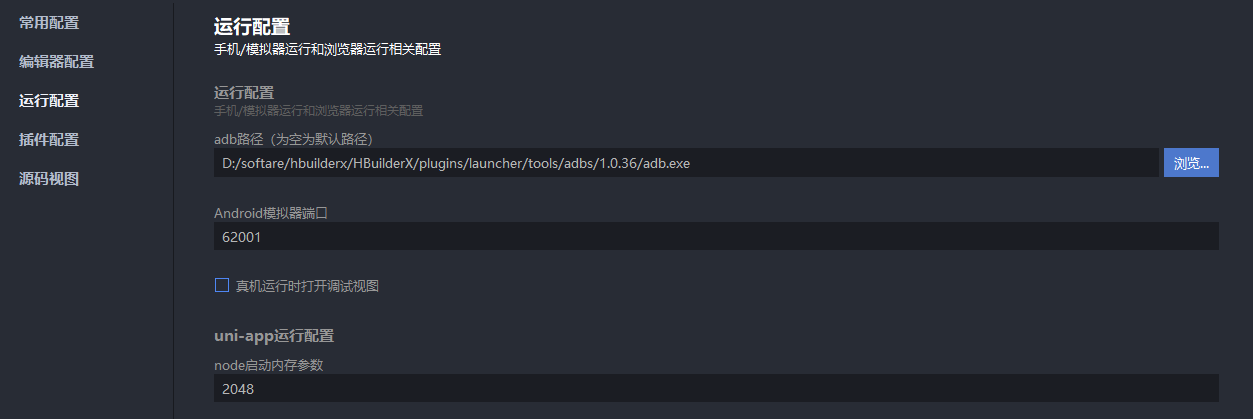 常用配置
编辑器配置
运行配置
插件配置
源码视图
运行配置
手机/模拟器运行和浏览器运行相关配置
运行配置
手机/模拟器运行和浏览器运行相关配置
adb路径（为空为默认路径）
D:/softare/hbuilderx/HBuilderX/plugins/launcher/tools/adbs/1.0.36/adb.exe
浏览...
Android模拟器端口
62001
真机运行时打开调试视图
uni-app运行配置
node启动内存参数
2048